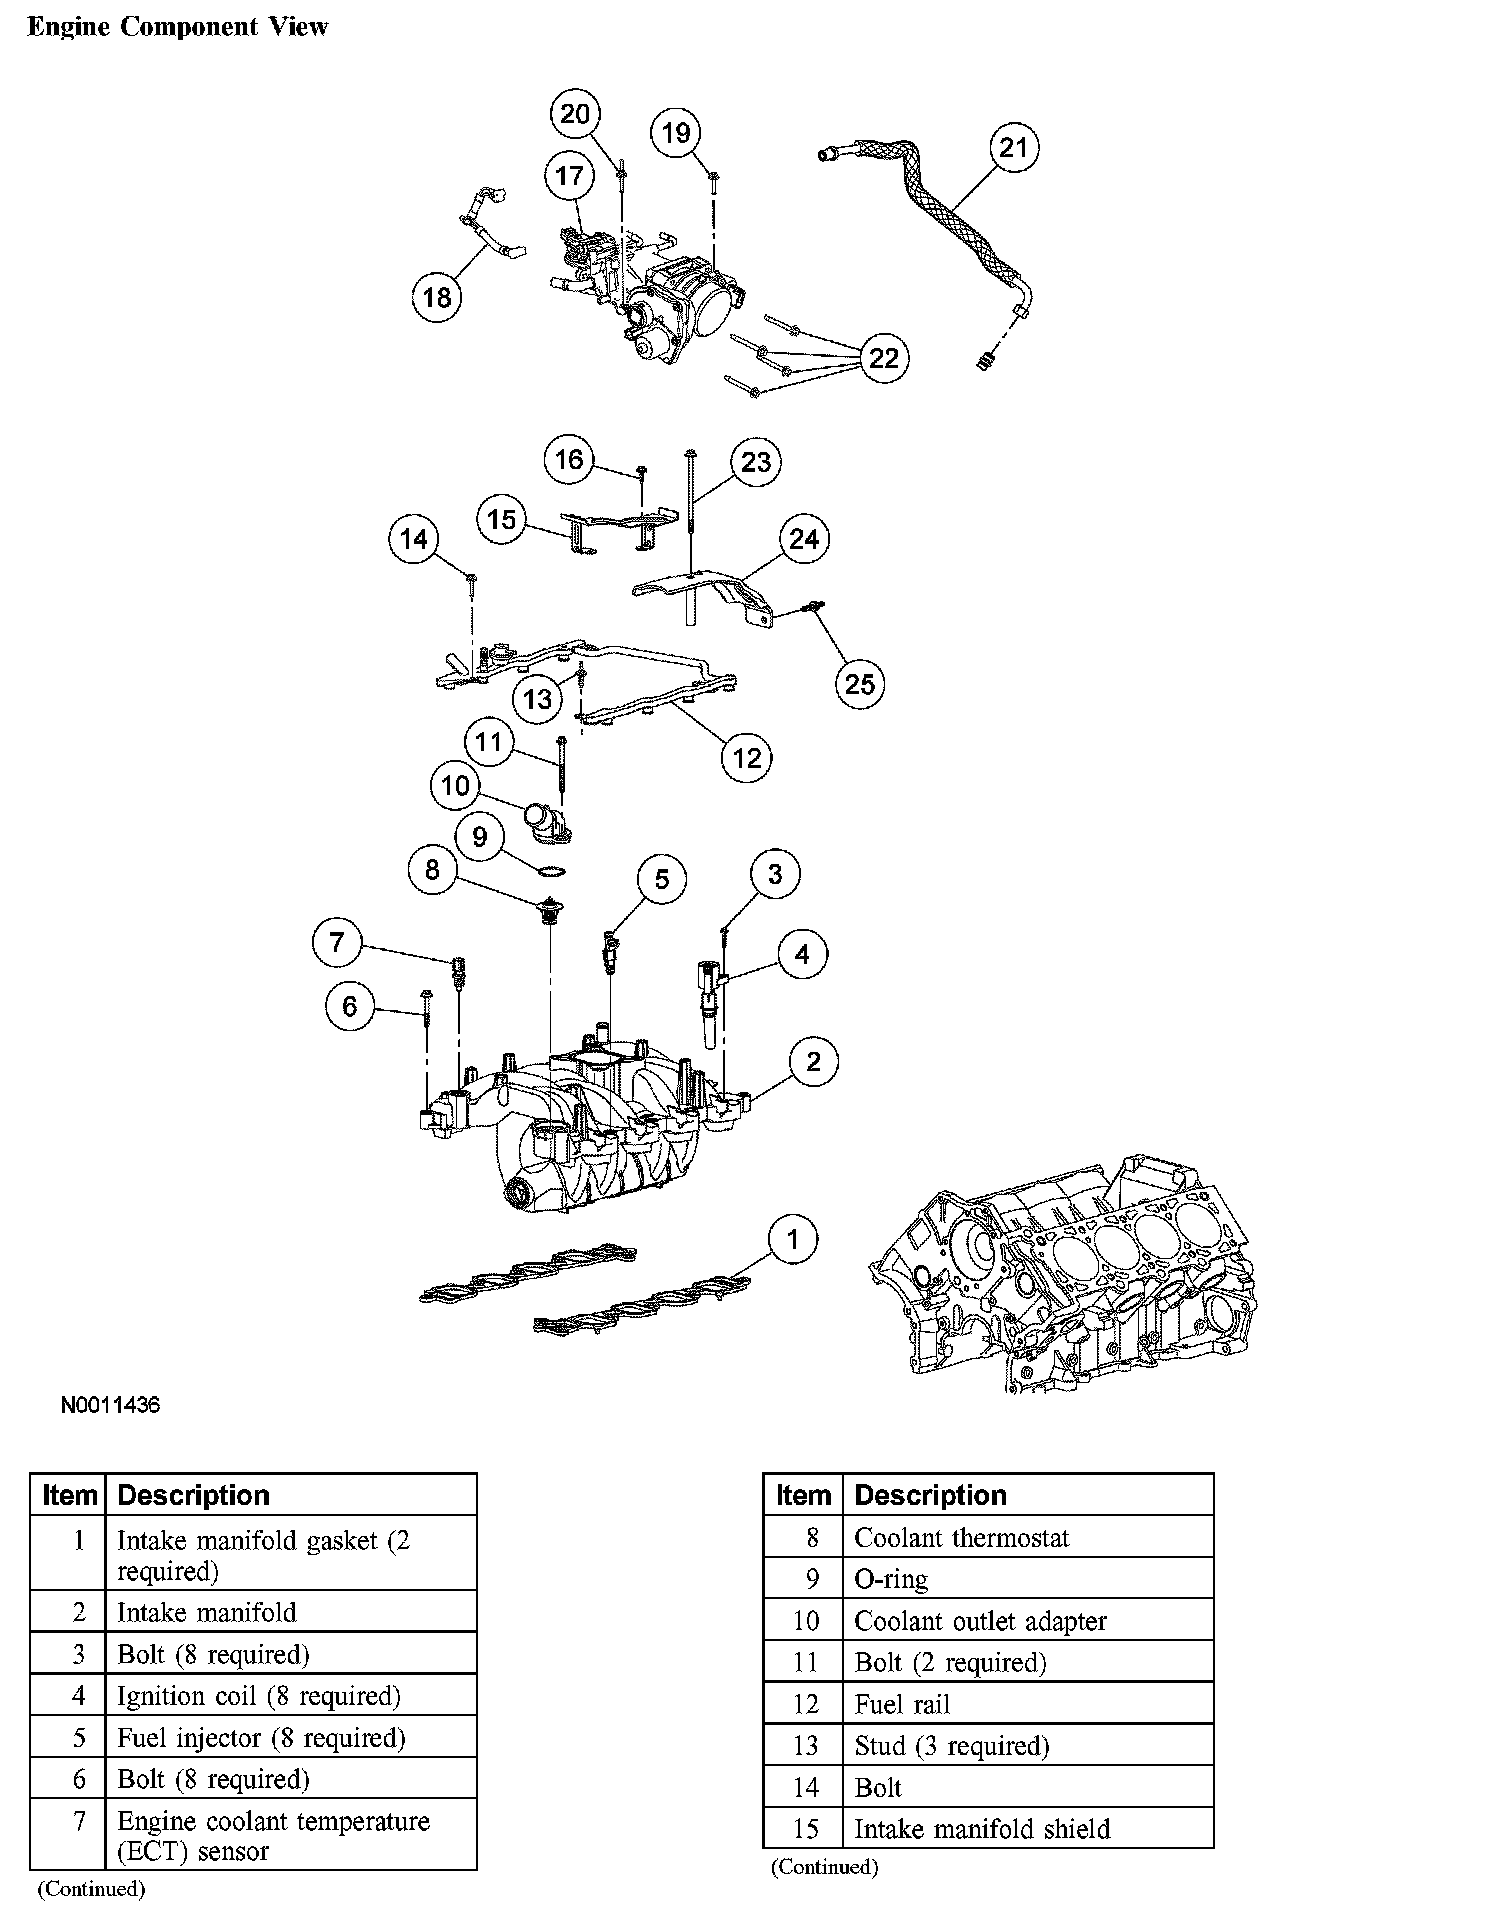 Engine Component View
20
19
21
17
18
22
16
23
15
14
24
13
25
11
12
10
9
8
5
3
7
4
6
2
1
N0011436
Item Description
1 Intake manifold gasket (2
required)
2 Intake manifold
3 Bolt (8 required)
4 Ignition coil (8 required)
5 Fuel injector (8 required)
6 Bolt (8 required)
7 Engine coolant temperature
(ECT) sensor
(Continued)
Item Description
8 Coolant thermostat
9 O-ring
10 Coolant outlet adapter
11 Bolt (2 required)
12 Fuel rail
13 Stud (3 required)
14 Bolt
15 Intake manifold shield
(Continued)